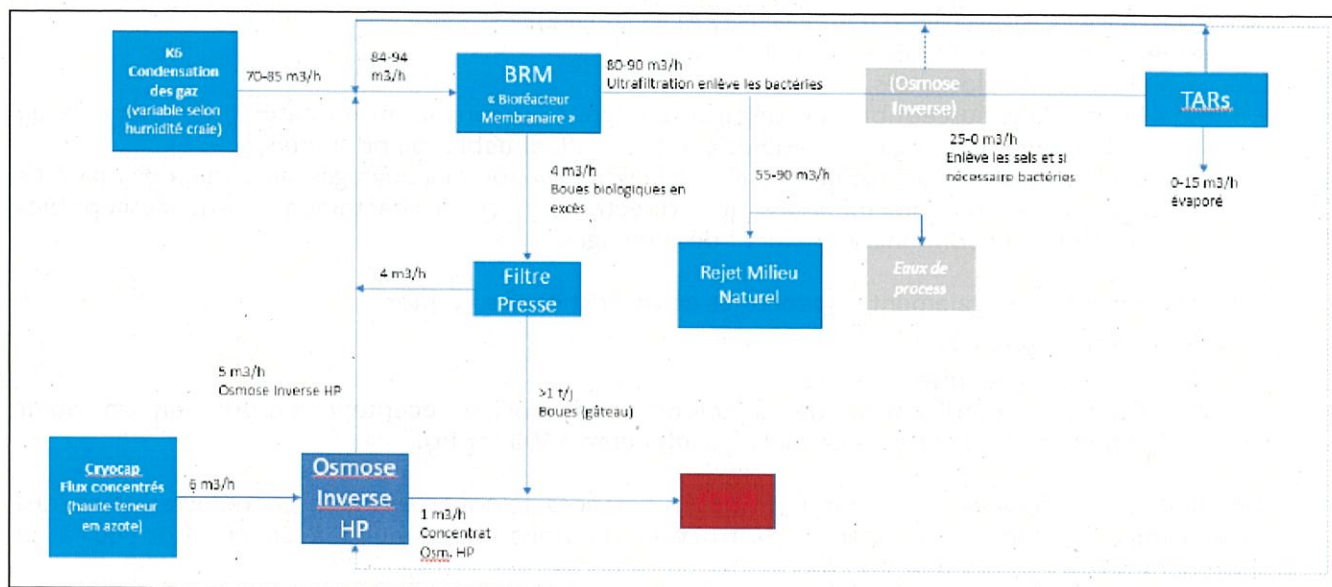 K6
Condensation
des gaz
(variable selon
humidité craie)
70-85 m3/h
84-94
m3/h
BRM
« Bioréacteur
Membranaire »
80-90 m3/h
Ultrafiltration enlève les bactéries
(Osmose
Inverse)
TARs
25-0 m3/h
Enlève les sels et si
nécessaire bactéries
0-15 m3/h
évaporé
4 m3/h
Boues biologiques en
excès
55-90 m3/h
4 m3/h
Filtre
Presse
Rejet Milieu
Naturel
Eaux de
process
5 m3/h
Osmose Inverse HP
>1 t/j
Boues (gâteau)
Cryocap
Flux concentrés
(haute teneur
em azote)
6 m3/h
Osmose
Inverse
HP
1 m3/h
Concentrat
Osm. HP